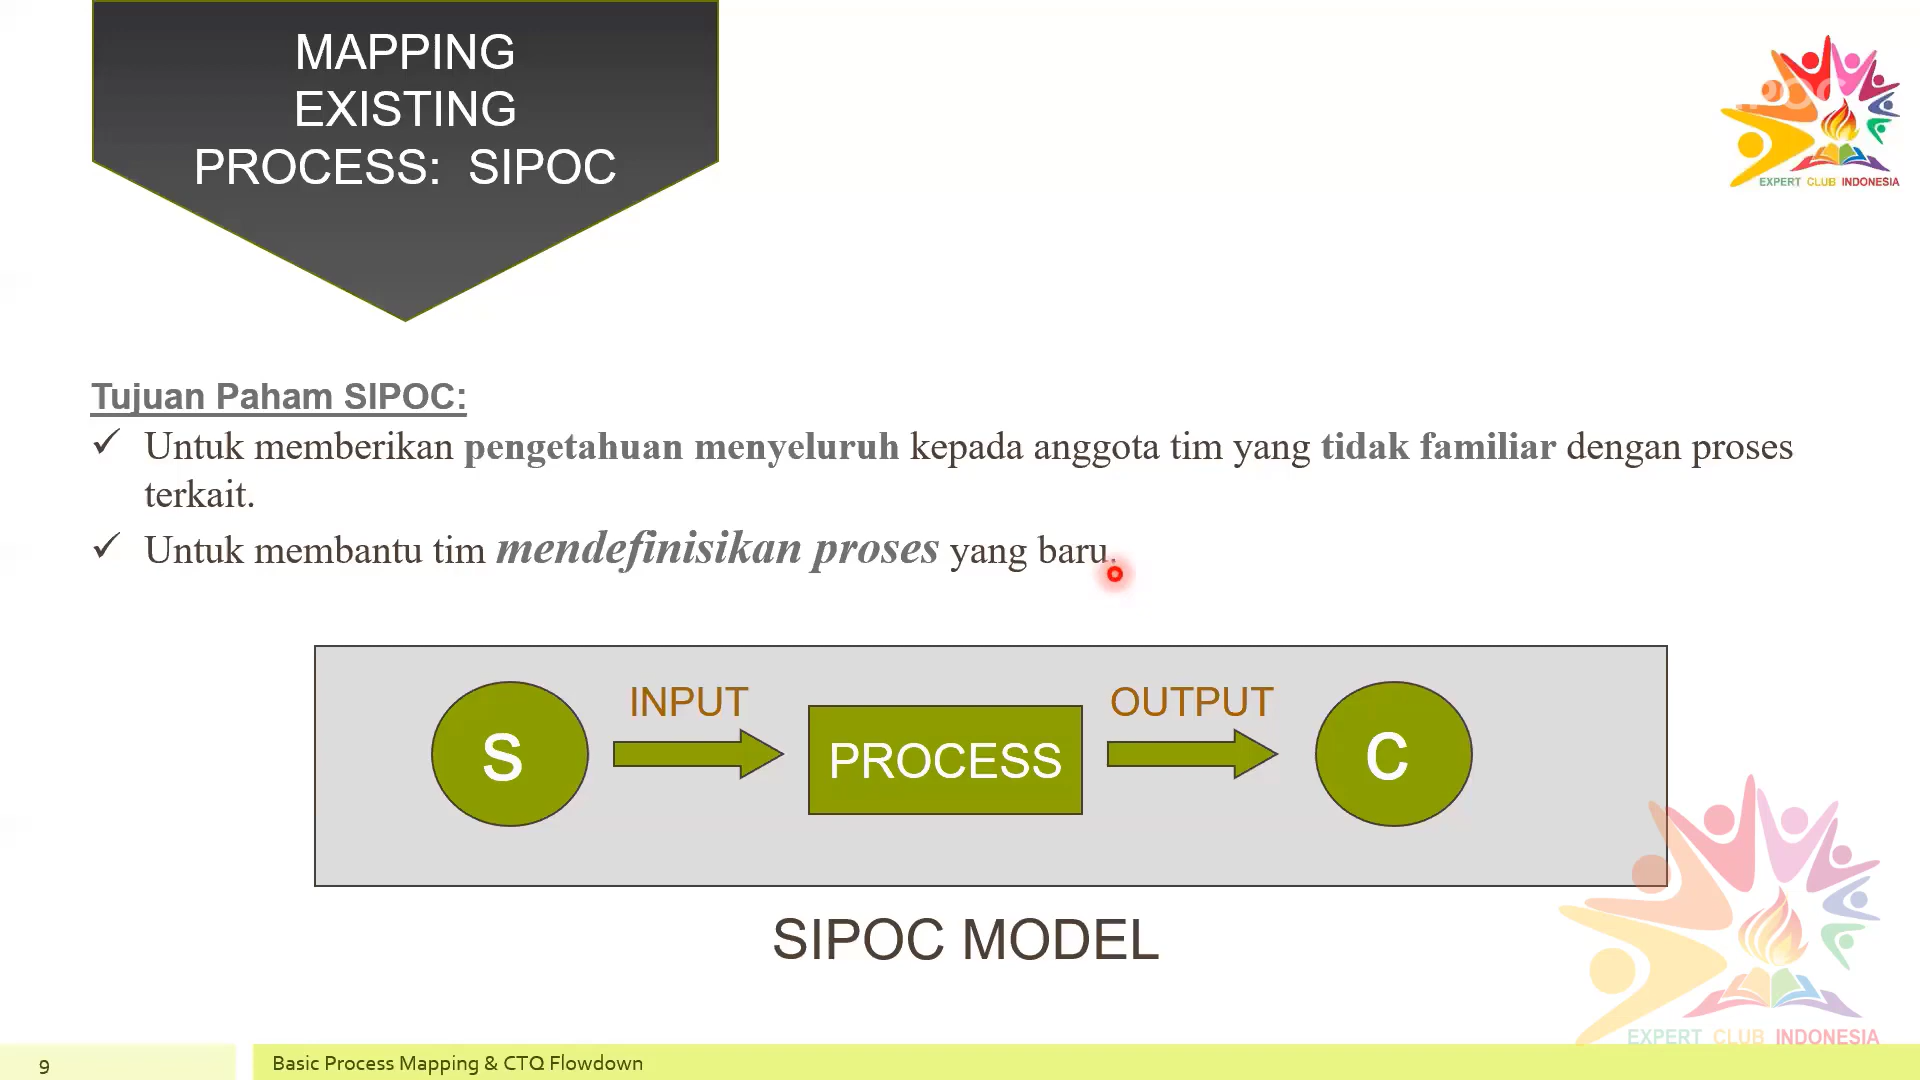 MAPPING
EXISTING
PROCESS: SIPOC
EXPERT CLUB INDONESIA
Tujuan Paham SIPOC:
✓ Untuk memberikan pengetahuan menyeluruh kepada anggota tim yang tidak familiar dengan proses
terkait.
✓ Untuk membantu tim mendefinisikan proses yang baru.
S
INPUT
PROCESS
OUTPUT
C
SIPOC MODEL
EXPERT CLUB INDONESIA
9
Basic Process Mapping & CTQ Flowdown